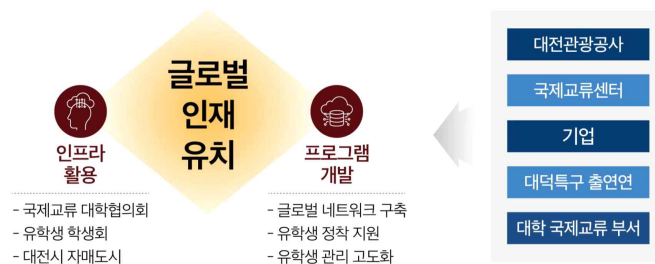 글로벌
인재
유치
인프라
활용
- 국제교류 대학협의회
- 유학생 학생회
- 대전시 자매도시
프로그램
개발
- 글로벌 네트워크 구축
- 유학생 정착 지원
- 유학생 관리 고도화
대전관광공사
국제교류센터
기업
대덕특구 출연연
대학 국제교류 부서